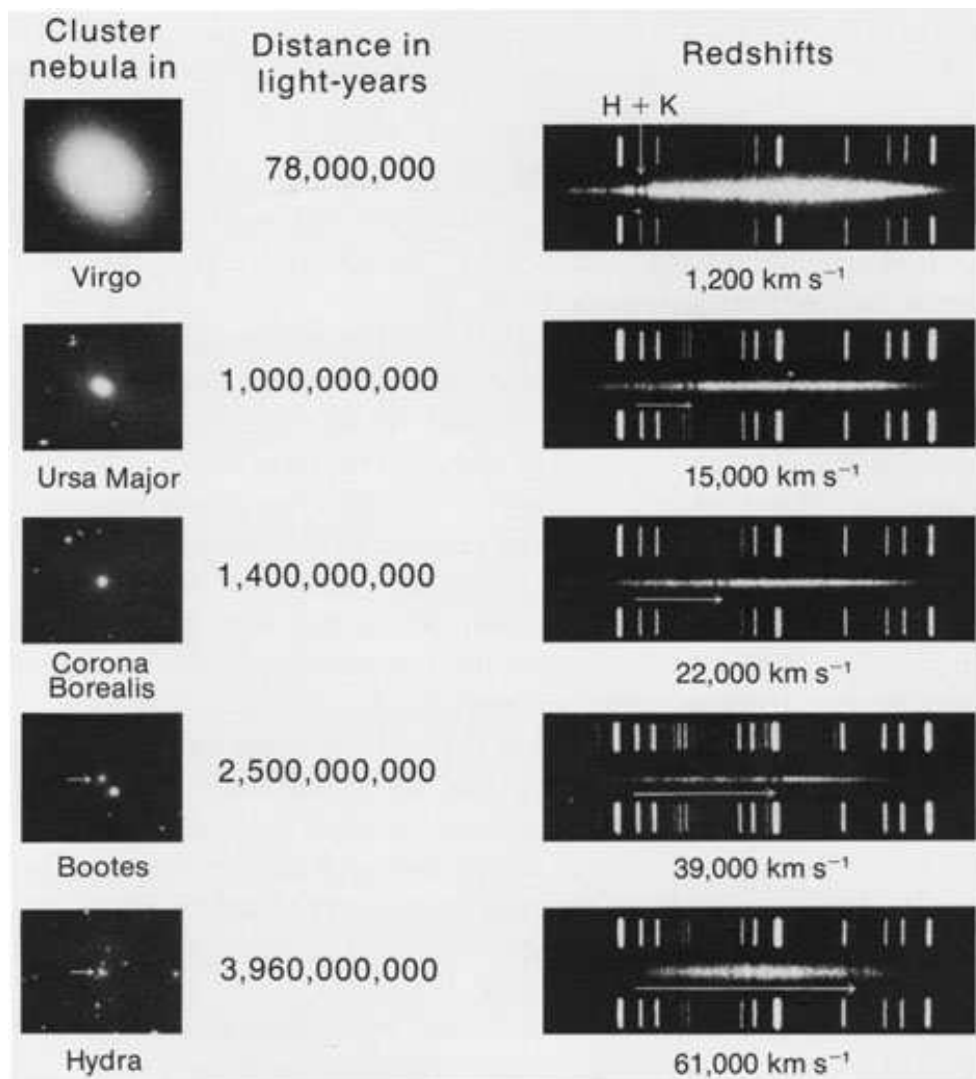 Cluster
nebula in
Distance in
light-years
Redshifts
H + K
78,000,000
Virgo
1,200 km s⁻¹
1,000,000,000
Ursa Major
15,000 km s⁻¹
1,400,000,000
Corona
Borealis
22,000 km s⁻¹
2,500,000,000
Bootes
39,000 km s⁻¹
3,960,000,000
Hydra
61,000 km s⁻¹